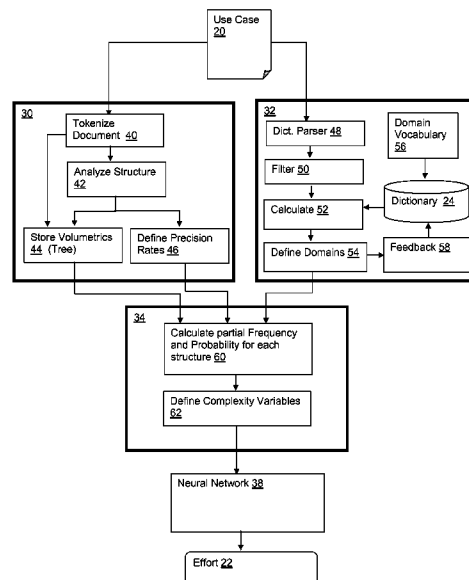 Use Case
20
30
Tokenize
Document 40
Analyze Structure
42
Store Volumetrics
44 (Tree)
Define Precision
Rates 46
32
Dict. Parser 48
Filter 50
Calculate 52
Define Domains 54
Domain
Vocabulary
56
Dictionary 24
Feedback 58
34
Calculate partial Frequency
and Probability for each
structure 60
Define Complexity Variables
62
Neural Network 38
Effort 22